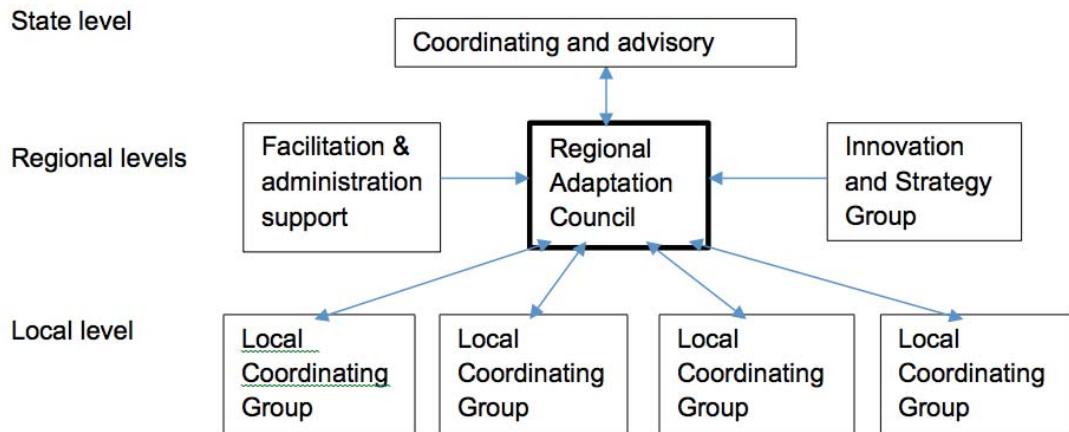 State level
Coordinating and advisory
Regional levels
Facilitation &
administration
support
Regional
Adaptation
Council
Innovation
and Strategy
Group
Local level
Local
Coordinating
Group
Local
Coordinating
Group
Local
Coordinating
Group
Local
Coordinating
Group